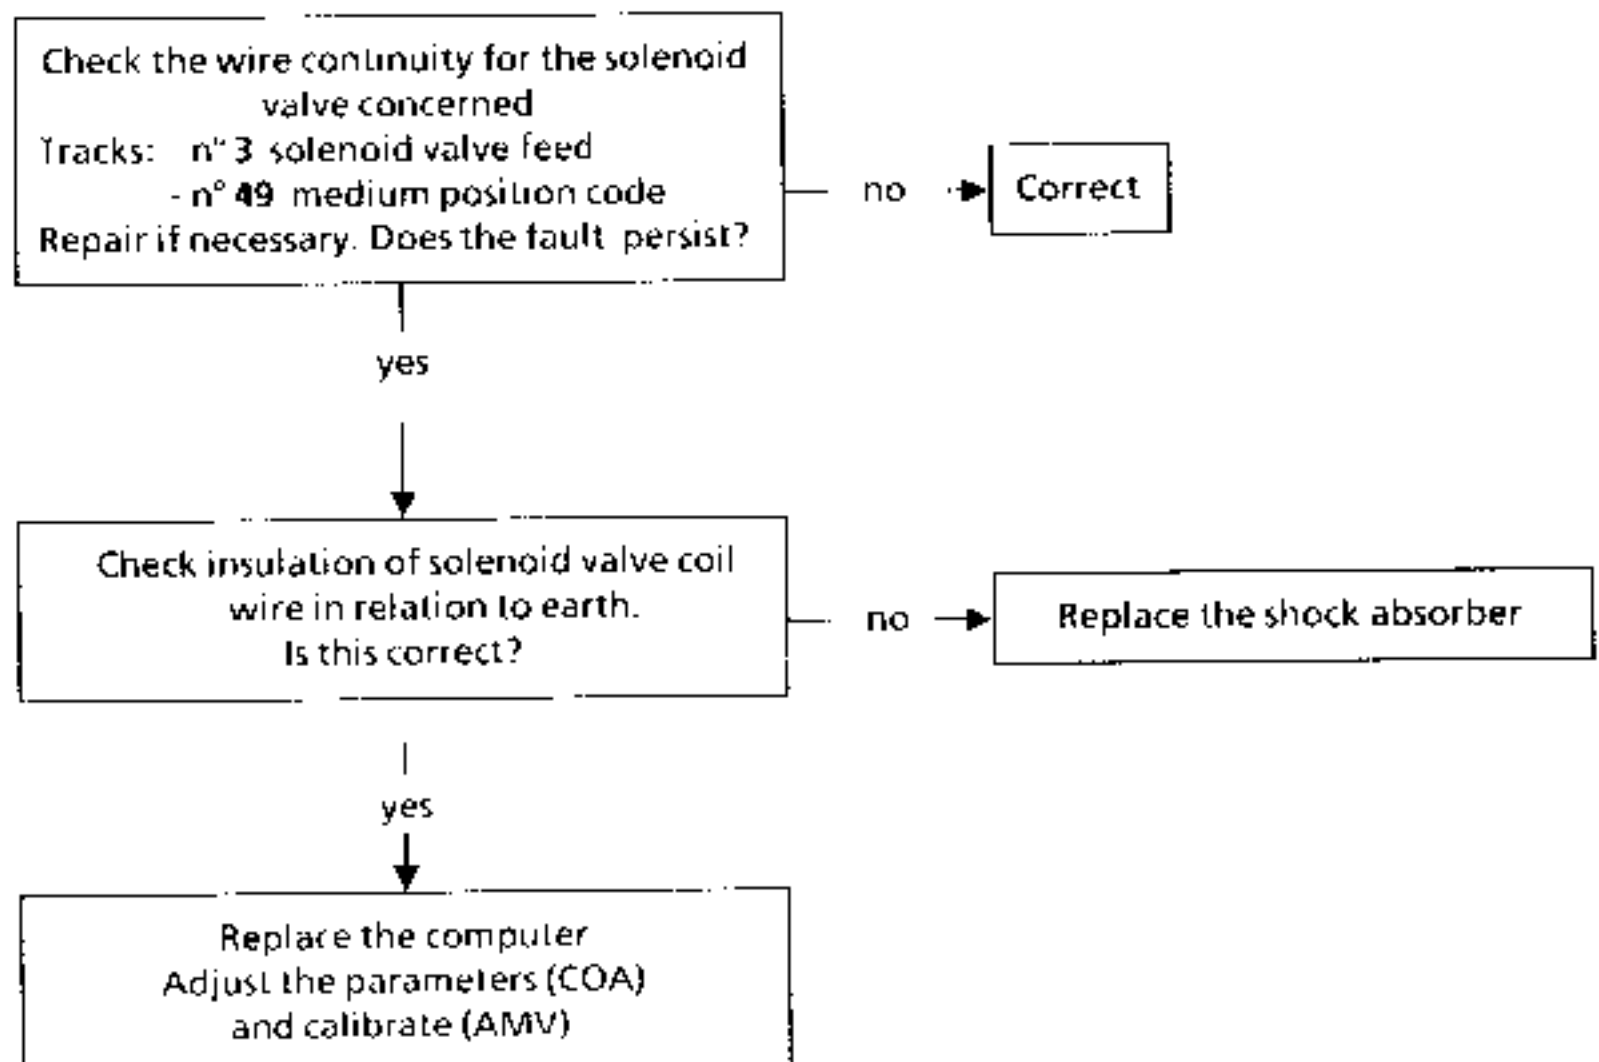 Check the wire continuity for the solenoid
valve concerned
Tracks: n° 3 solenoid valve feed
- n° 49 medium position code
Repair if necessary. Does the fault persist?
no
Correct
yes
Check insulation of solenoid valve coil
wire in relation to earth.
Is this correct?
no
Replace the shock absorber
yes
Replace the computer
Adjust the parameters (COA)
and calibrate (AMV)